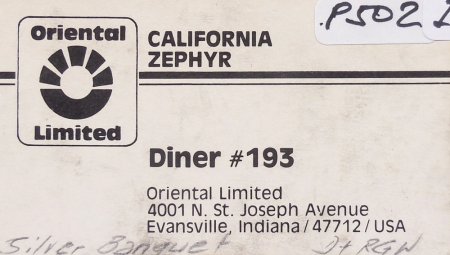 .P502
Oriental
Limited
CALIFORNIA
ZEPHYR
Diner #193
Oriental Limited
4001 N. St. Joseph Avenue
Evansville, Indiana/47712/USA
Silver Banquet D+RGW